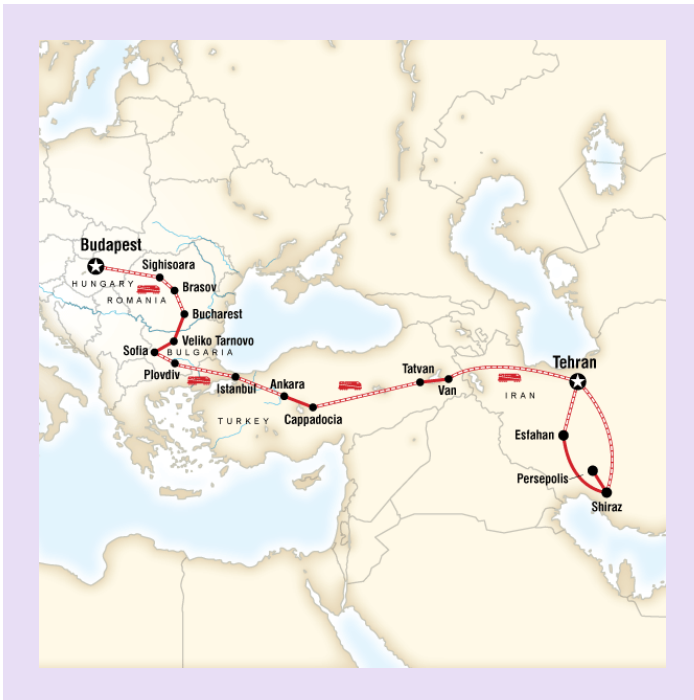 Budapest
Sighisoara
HUNGARY
Brasov
ROMANIA
Bucharest
Veliko Tarnovo
Sofia
BULGARIA
Plovdiv
Istanbul
Ankara
Tatvan
Tehran
Van
IRAN
Cappadocia
TURKEY
Esfahan
Persepolis
Shiraz